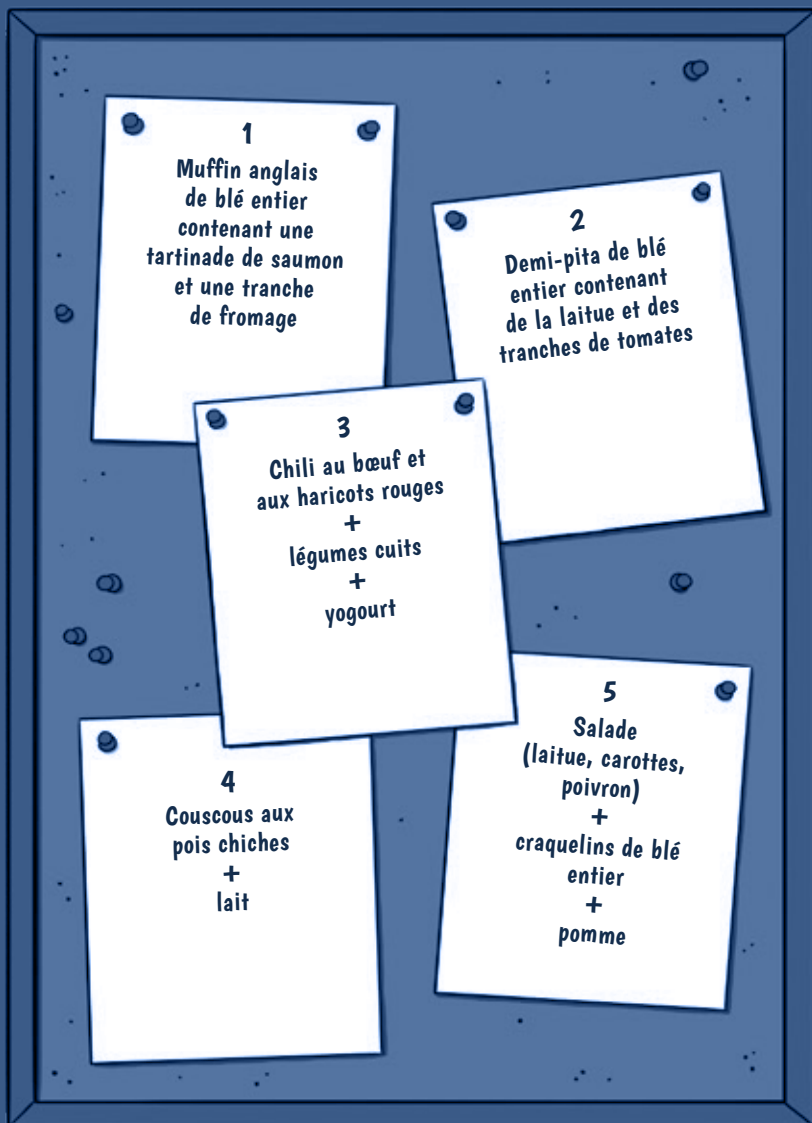 1
Muffin anglais
de blé entier
contenant une
tartinade de saumon
et une tranche
de fromage
2
Demi-pita de blé
entier contenant
de la laitue et des
tranches de tomates
3
Chili au bœuf et
aux haricots rouges
+
légumes cuits
+
yogourt
4
Couscous aux
pois chiches
+
lait
5
Salade
(laitue, carottes,
poivron)
+
craquelins de blé
entier
+
pomme